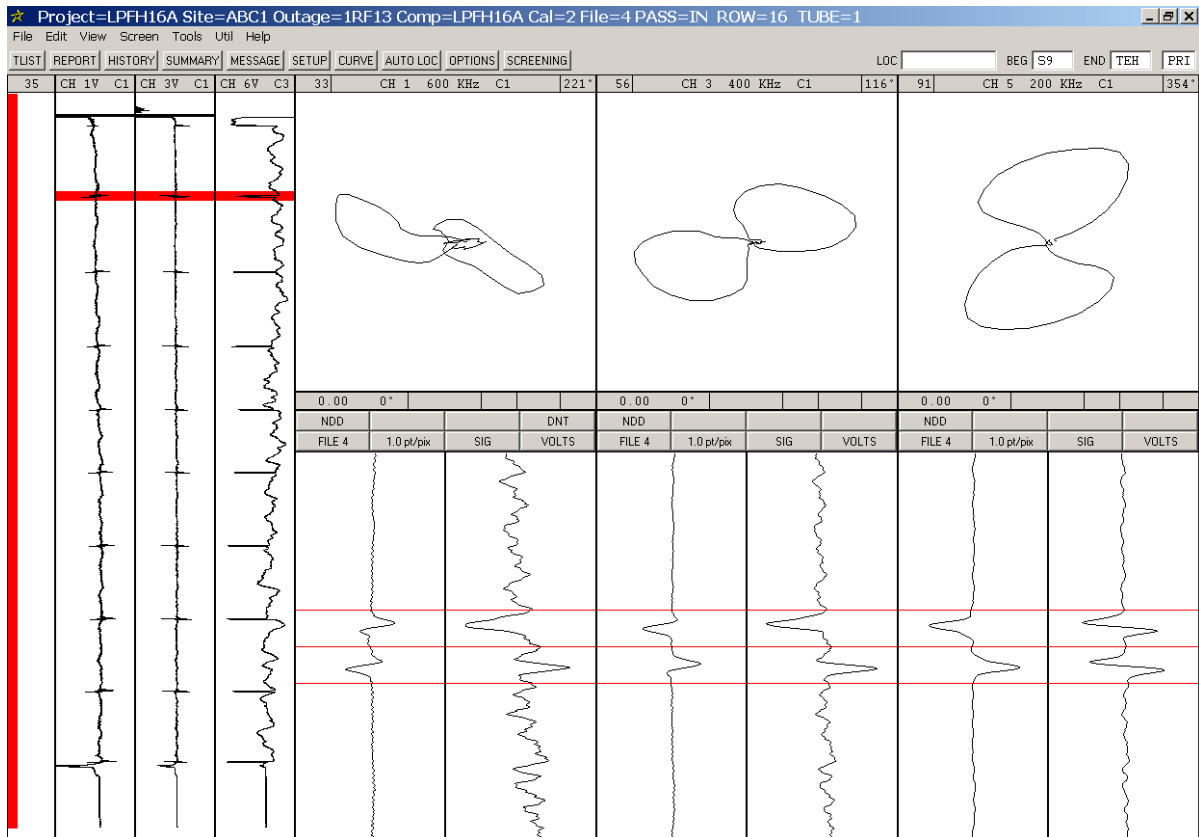 Project=LPFH16A Site=ABC1 Outage=1RF13 Comp=LPFH16A Cal=2 File=4 PASS=IN ROW=16 TUBE=1
File Edit View Screen Tools Util Help
TLIST REPORT HISTORY SUMMARY MESSAGE SETUP CURVE AUTO LOC OPTIONS SCREENING LOC BEG S9 END TEH PRI
35 CH 1V C1 CH 3V C1 CH 6V C3 33 CH 1 600 KHz C1 221° 56 CH 3 400 KHz C1 116° 91 CH 5 200 KHz C1 354°
0.00 0° 0.00 0° 0.00 0°
NDD DNT NDD NDD
FILE 4 1.0 pt/pix SIG VOLTS FILE 4 1.0 pt/pix SIG VOLTS FILE 4 1.0 pt/pix SIG VOLTS